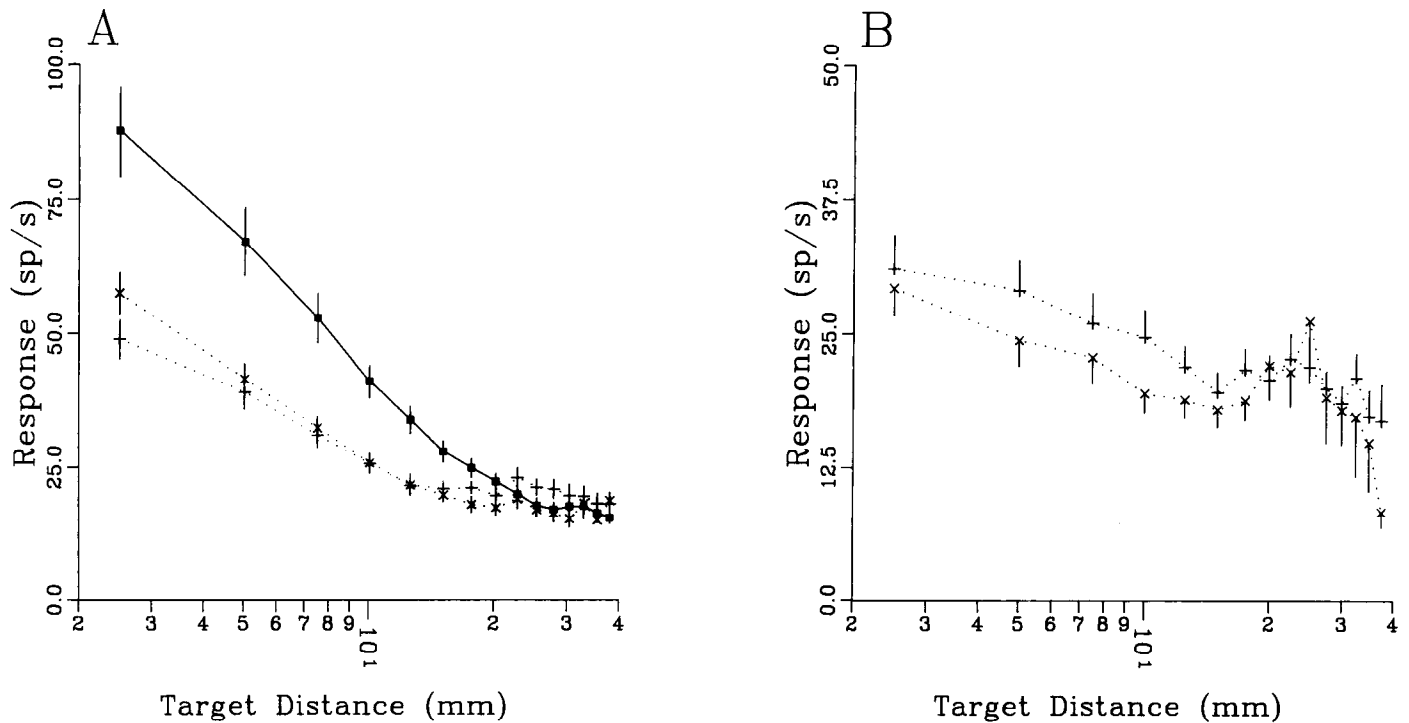 A
100.0
75.0
50.0
25.0
0.0
Response (sp/s)
2 3 4 5 6 7 8 9 10¹ 2 3 4
Target Distance (mm)
B
50.0
37.5
25.0
12.5
0.0
Response (sp/s)
2 3 4 5 6 7 8 9 10¹ 2 3 4
Target Distance (mm)